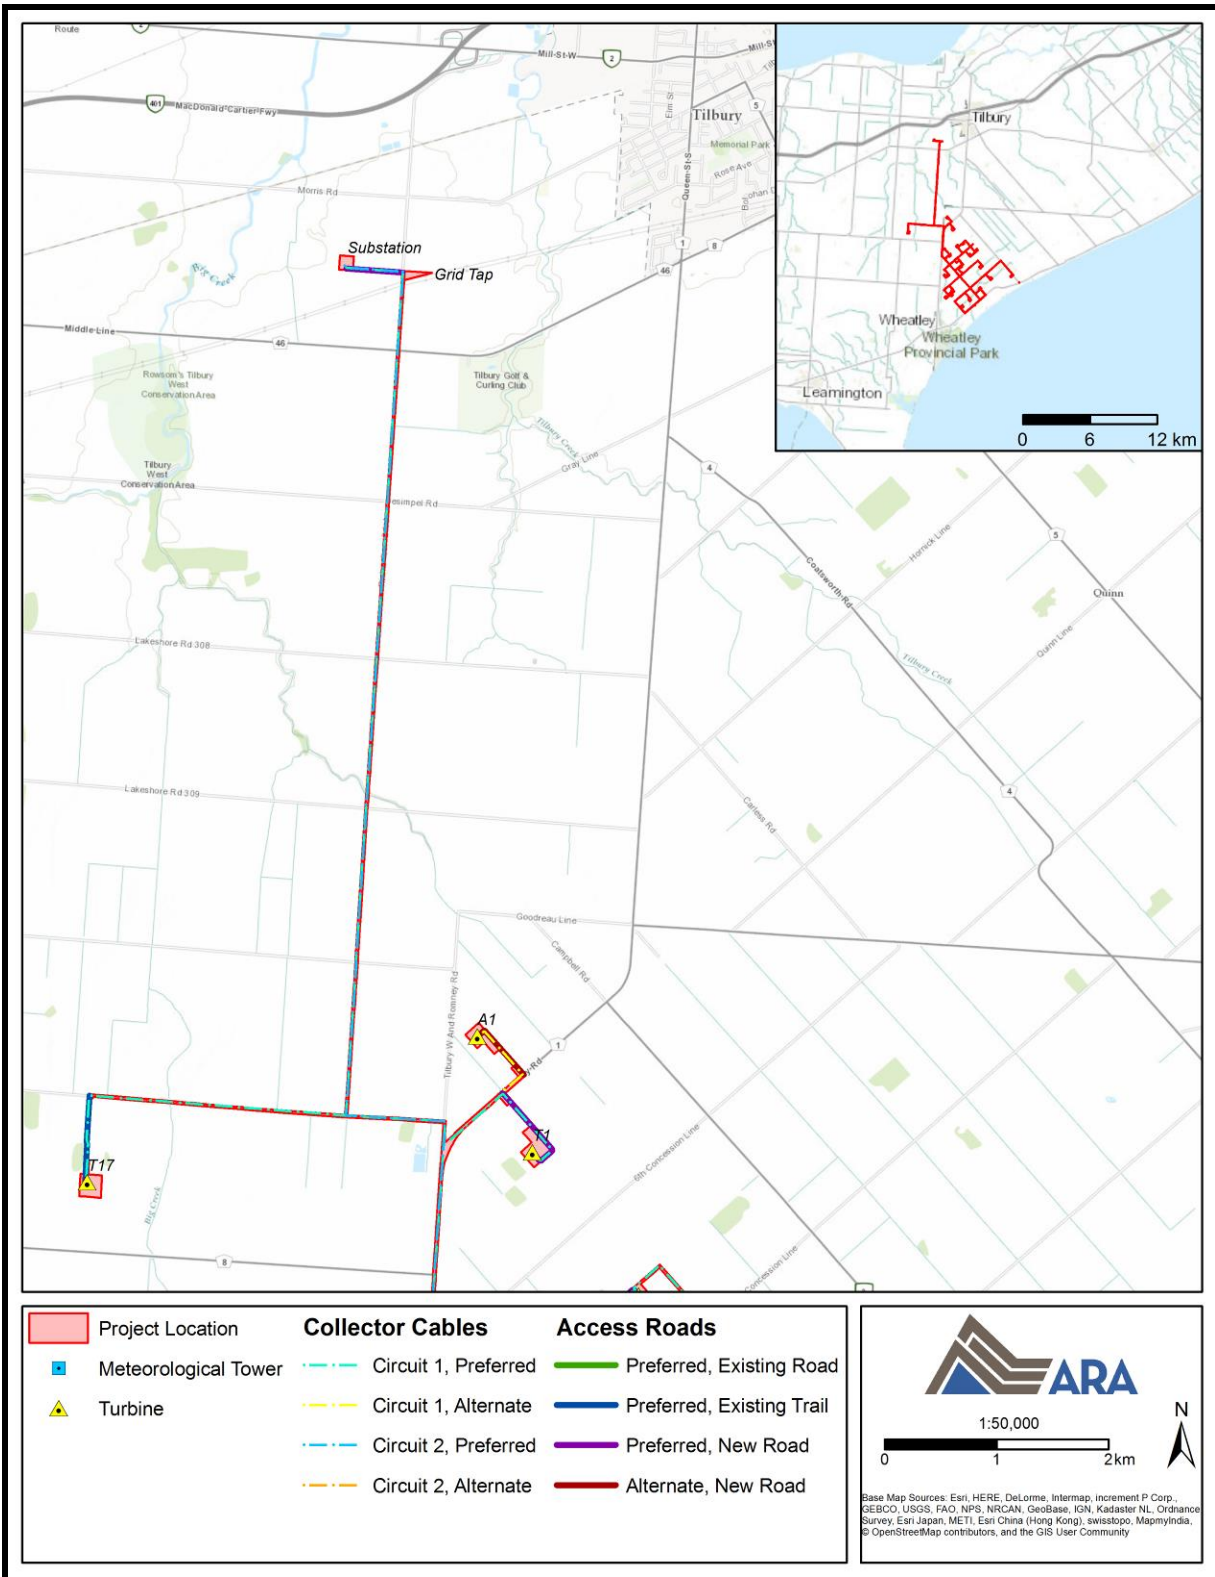 Route
2
Mill-St-W
2
Mill-St
401
MacDonald-Cartier-Fwy
Elm St
Tilbury
5
Memorial Park
Rose Ave
Queen-St-S
Morris Rd
1
8
46
Substation
Grid Tap
Big Creek
Middle Line
46
Rowsom's Tilbury
West
Conservation Area
Tilbury Golf &
Curling Club
Tilbury Creek
Gray Line
4
Tilbury
West
Conservation Area
esimpel Rd
Hornick Line
5
Coatsworth-Rd
Quinn
Quinn Line
Lakeshore Rd 308
Tilbury Creek
Lakeshore Rd 309
Carless Rd
4
Goodreau Line
Campbell Rd
Tilbury W And Romney Rd
A1
1
y-Rd
T1
T17
6th Concession Line
Big Creek
8
Concession Line
Tilbury
Wheatley
Wheatley
Provincial Park
Leamington
0 6 12 km
Project Location
Meteorological Tower
Turbine
Collector Cables
Circuit 1, Preferred
Circuit 1, Alternate
Circuit 2, Preferred
Circuit 2, Alternate
Access Roads
Preferred, Existing Road
Preferred, Existing Trail
Preferred, New Road
Alternate, New Road
ARA
1:50,000
0 1 2km
N
Base Map Sources: Esri, HERE, DeLorme, Intermap, increment P Corp.,
GEBCO, USGS, FAO, NPS, NRCAN, GeoBase, IGN, Kadaster NL, Ordnance
Survey, Esri Japan, METI, Esri China (Hong Kong), swisstopo, MapmyIndia,
© OpenStreetMap contributors, and the GIS User Community